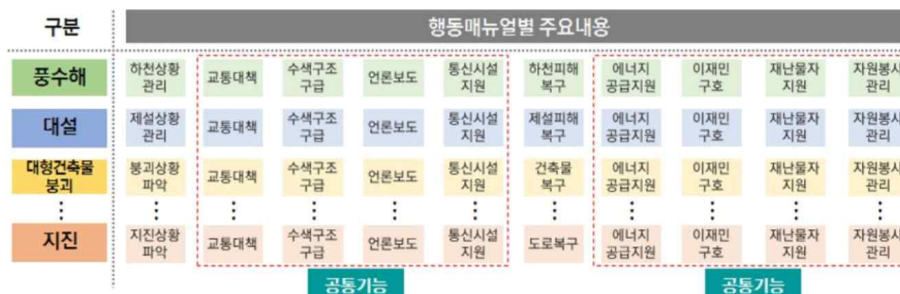 구분 행동매뉴얼별 주요내용
풍수해 하천상황 관리 교통대책 수색구조 구급 언론보도 통신시설 지원 하천피해 복구 에너지 공급지원 이재민 구호 재난물자 지원 자원봉사 관리
대설 제설상황 관리 교통대책 수색구조 구급 언론보도 통신시설 지원 제설피해 복구 에너지 공급지원 이재민 구호 재난물자 지원 자원봉사 관리
대형건축물 붕괴 붕괴상황 파악 교통대책 수색구조 구급 언론보도 통신시설 지원 건축물 복구 에너지 공급지원 이재민 구호 재난물자 지원 자원봉사 관리
지진 지진상황 파악 교통대책 수색구조 구급 언론보도 통신시설 지원 도로복구 에너지 공급지원 이재민 구호 재난물자 지원 자원봉사 관리
공통기능 공통기능